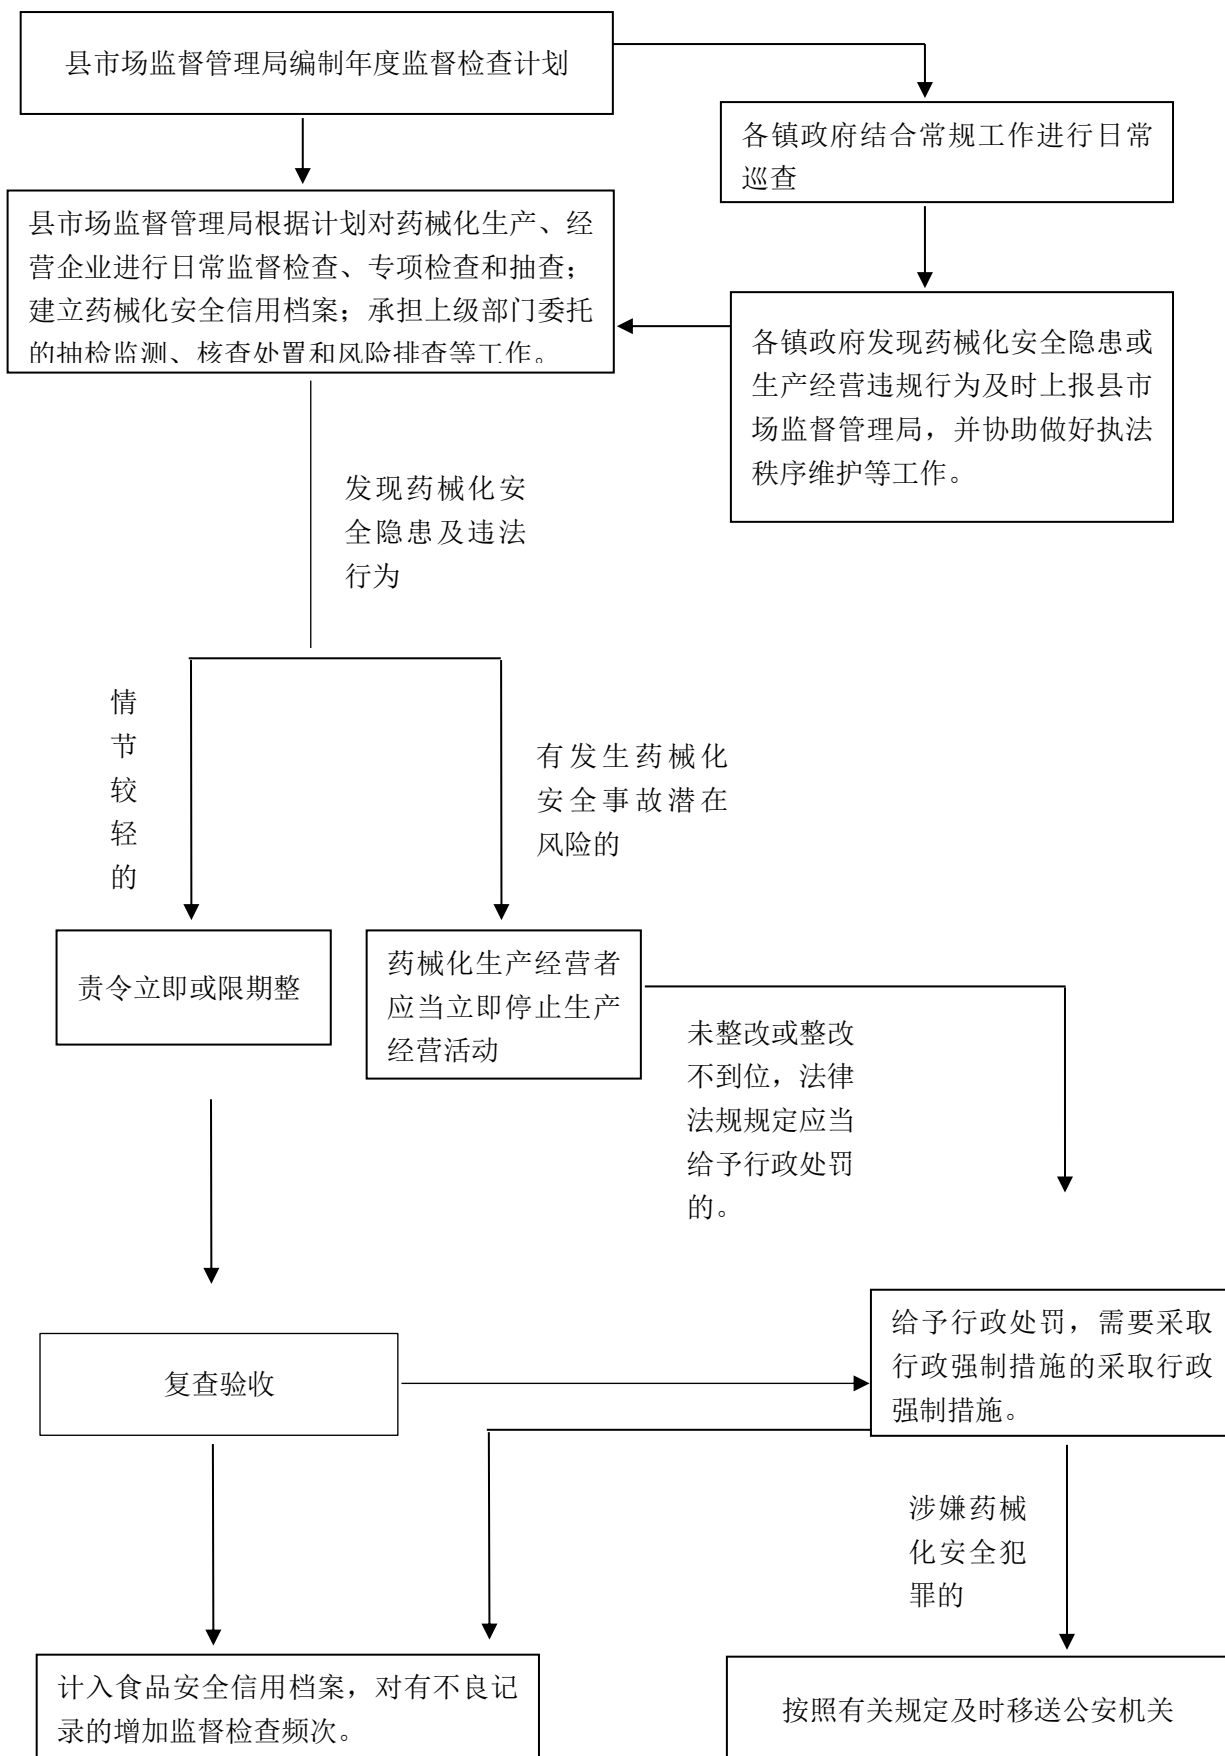 县市场监督管理局编制年度监督检查计划
各镇政府结合常规工作进行日常
巡查
县市场监督管理局根据计划对药械化生产、经
营企业进行日常监督检查、专项检查和抽查；
建立药械化安全信用档案；承担上级部门委托
的抽检监测、核查处置和风险排查等工作。
各镇政府发现药械化安全隐患或
生产经营违规行为及时上报县市
场监督管理局，并协助做好执法
秩序维护等工作。
发现药械化安
全隐患及违法
行为
情
节
较
轻
的
有发生药械化
安全事故潜在
风险的
责令立即或限期整
药械化生产经营者
应当立即停止生产
经营活动
未整改或整改
不到位，法律
法规规定应当
给予行政处罚
的。
给予行政处罚，需要采取
行政强制措施的采取行政
强制措施。
复查验收
涉嫌药械
化安全犯
罪的
计入食品安全信用档案，对有不良记
录的增加监督检查频次。
按照有关规定及时移送公安机关